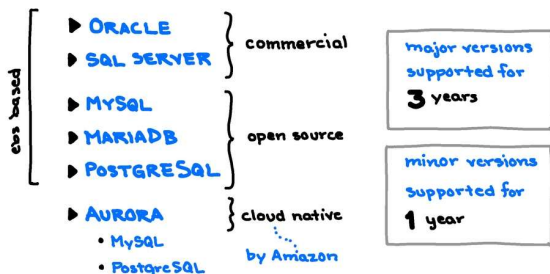 ebs based
▶ ORACLE
▶ SQL SERVER
commercial
▶ MYSQL
▶ MARIADB
▶ POSTGRESQL
open source
▶ AURORA
• MySQL
• PostgreSQL
cloud native
by Amazon
major versions
supported for
3 years
minor versions
supported for
1 year